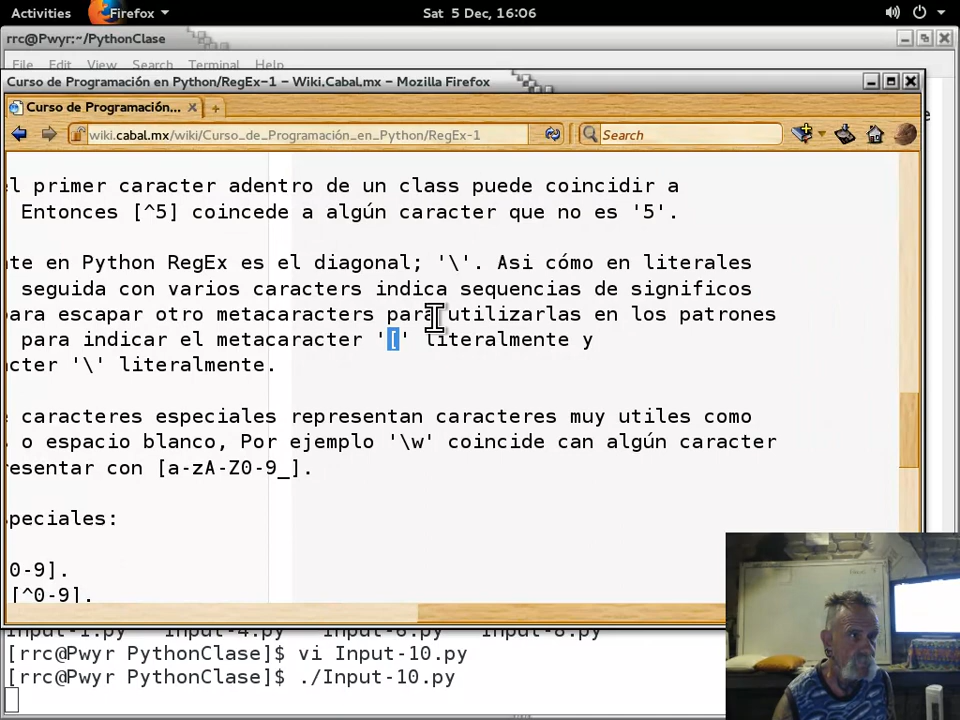 Activities Firefox Sat 5 Dec, 16:06
rrc@Pwyr:~/PythonClase
File Edit View Search Terminal Help
Curso de Programación en Python/RegEx-1 – Wiki.Cabal.mx – Mozilla Firefox
Curso de Programación...
wiki.cabal.mx/wiki/Curso_de_Programación_en_Python/RegEx-1 Search
el primer caracter adentro de un class puede coincidir a
Entonces [^5] coincede a algún caracter que no es '5'.
te en Python RegEx es el diagonal; '\'. Asi cómo en literales
seguida con varios caracters indica sequencias de significos
para escapar otro metacaracters para utilizarlas en los patrones
para indicar el metacaracter '[' literalmente y
cter '\' literalmente.
caracteres especiales representan caracteres muy utiles como
o espacio blanco, Por ejemplo '\w' coincide can algún caracter
resentar con [a-zA-Z0-9_].
speciales:
0-9].
[^0-9].
Input-1.py Input-4.py Input-6.py Input-8.py
[rrc@Pwyr PythonClase]$ vi Input-10.py
[rrc@Pwyr PythonClase]$ ./Input-10.py